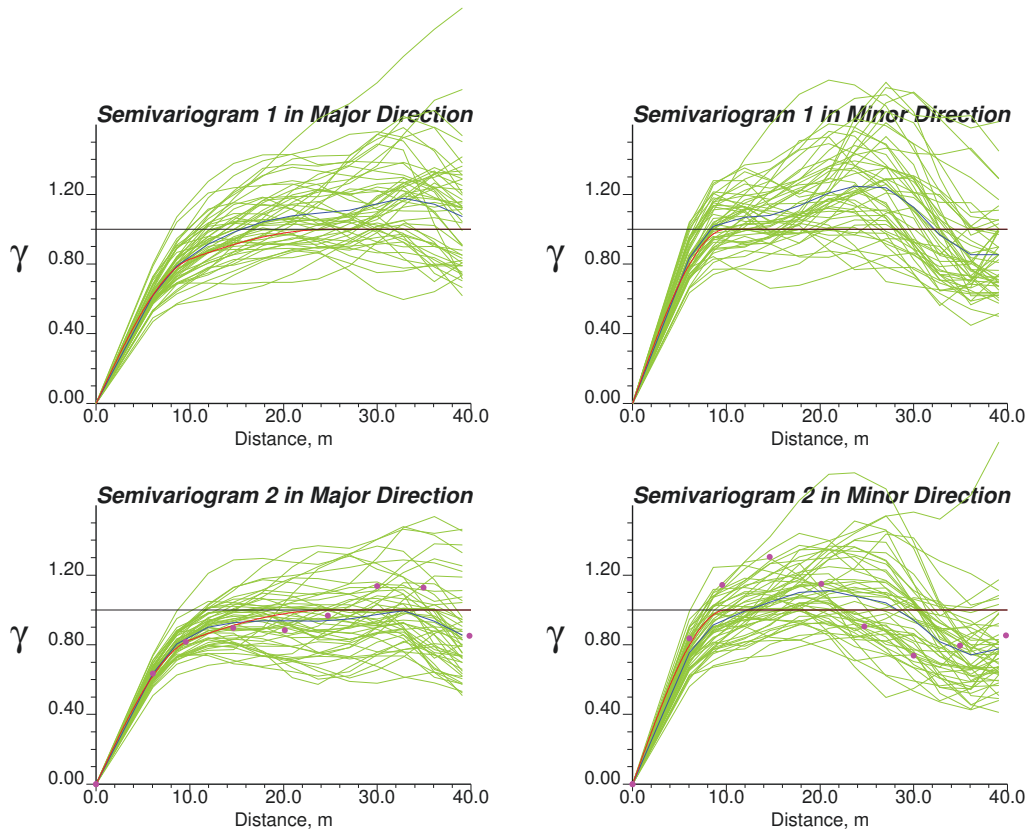 Semivariogram 1 in Major Direction
γ
1.20
0.80
0.40
0.00
0.0 10.0 20.0 30.0 40.0
Distance, m
Semivariogram 1 in Minor Direction
γ
1.20
0.80
0.40
0.00
0.0 10.0 20.0 30.0 40.0
Distance, m
Semivariogram 2 in Major Direction
γ
1.20
0.80
0.40
0.00
0.0 10.0 20.0 30.0 40.0
Distance, m
Semivariogram 2 in Minor Direction
γ
1.20
0.80
0.40
0.00
0.0 10.0 20.0 30.0 40.0
Distance, m